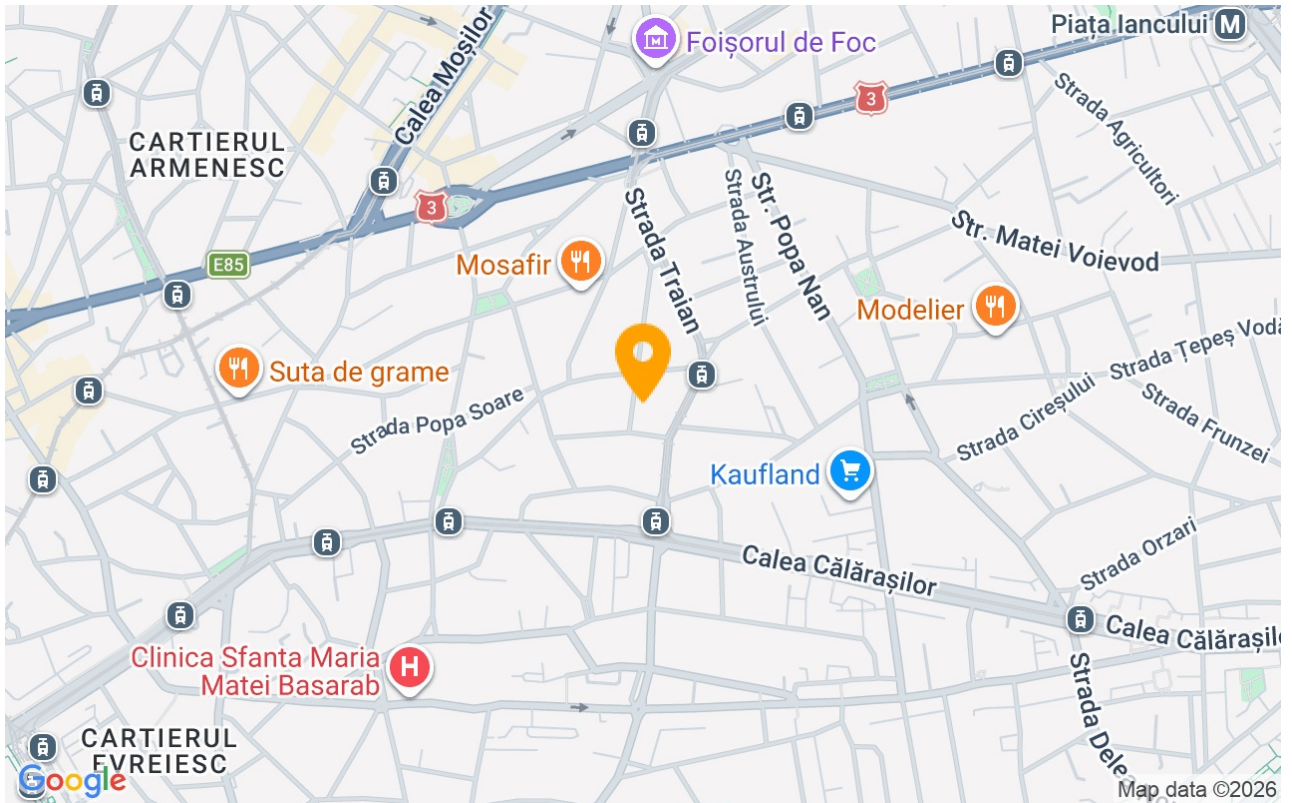 Piața Iancului M
Foișorul de Foc
Calea Moșilor
3
Strada Agricultori
CARTIERUL
ARMENESC
3
Strada Traian
Strada Austrului
Str. Popa Nan
Str. Matei Voievod
E85
Mosafir
Modelier
Suta de grame
Strada Țepeș Vodă
Strada Popa Soare
Strada Cireșului
Strada Frunzei
Kaufland
Strada Orzari
Calea Călărașilor
Calea Călărașil
Clinica Sfanta Maria
Matei Basarab
H
Strada Dele
CARTIERUL
EVREIESC
Google
Map data ©2026